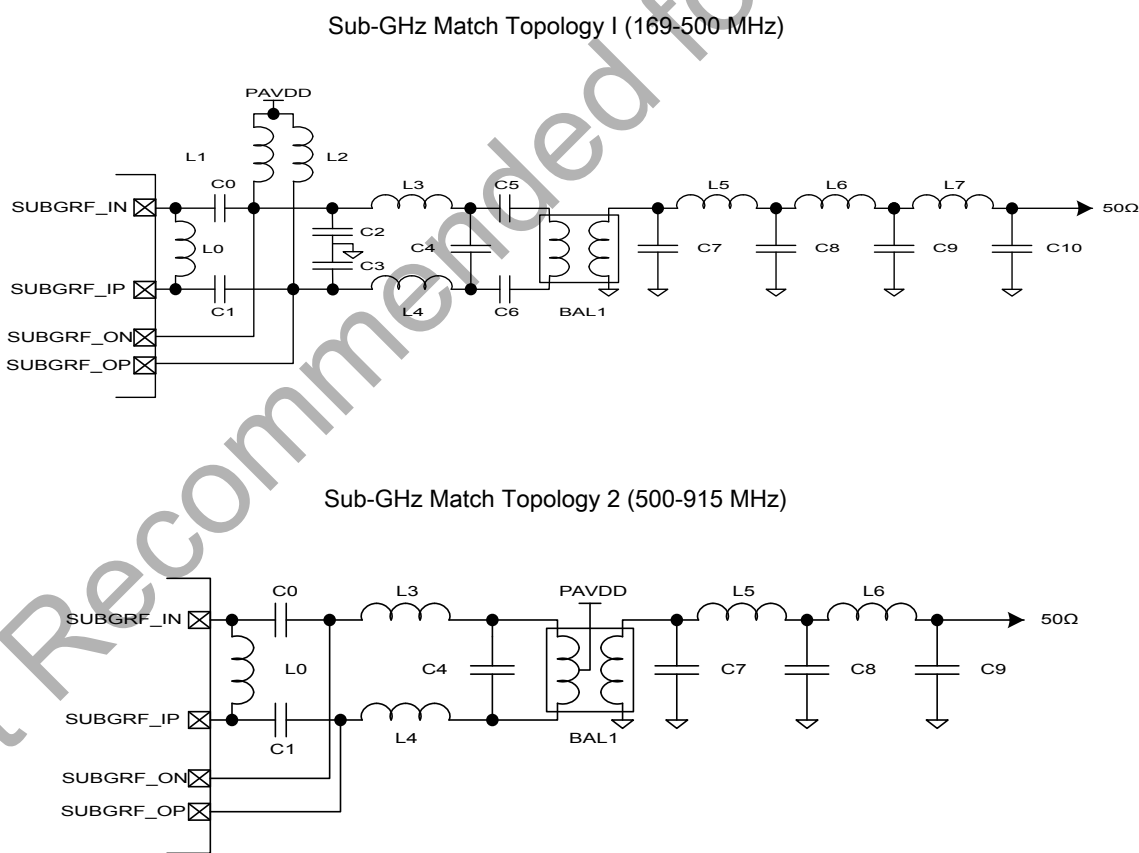 Sub-GHz Match Topology I (169-500 MHz)
PAVDD
L1
L2
C0
L3
C5
L5
L6
L7
SUBGRF_IN
50Ω
L0
C2
C3
C4
C7
C8
C9
C10
SUBGRF_IP
C1
L4
C6
BAL1
SUBGRF_ON
SUBGRF_OP
Sub-GHz Match Topology 2 (500-915 MHz)
C0
L3
PAVDD
L5
L6
SUBGRF_IN
50Ω
L0
C4
C7
C8
C9
SUBGRF_IP
C1
L4
BAL1
SUBGRF_ON
SUBGRF_OP
Recommended